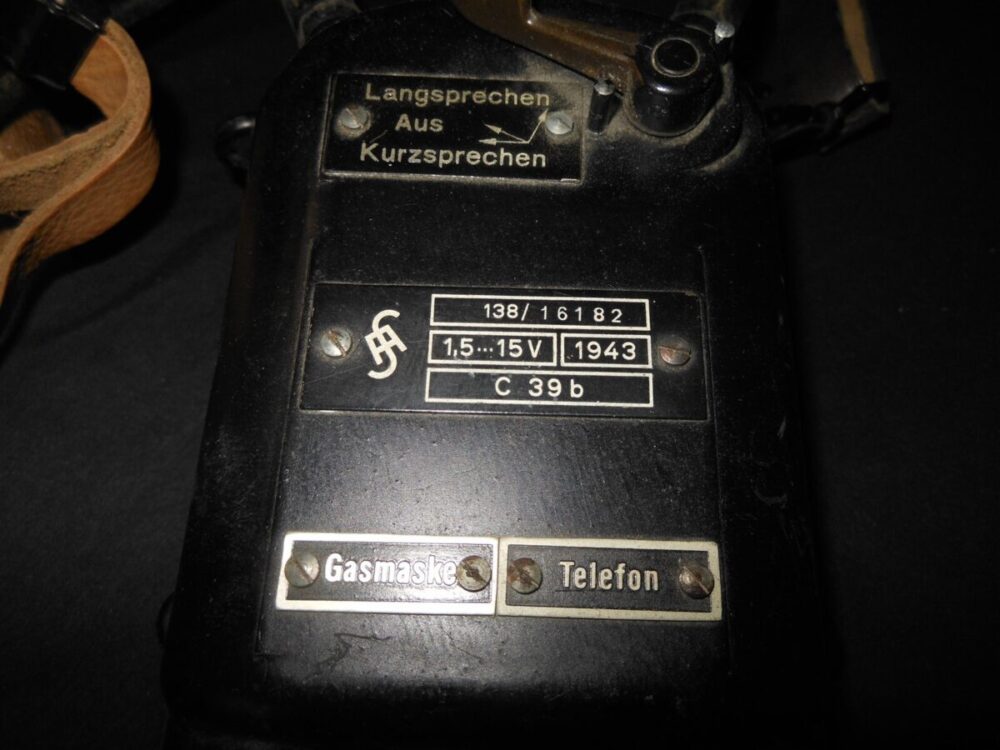 Langsprechen
Aus
Kurzsprechen
138/ 16182
1,5...15V 1943
C 39 b
Gasmaske Telefon